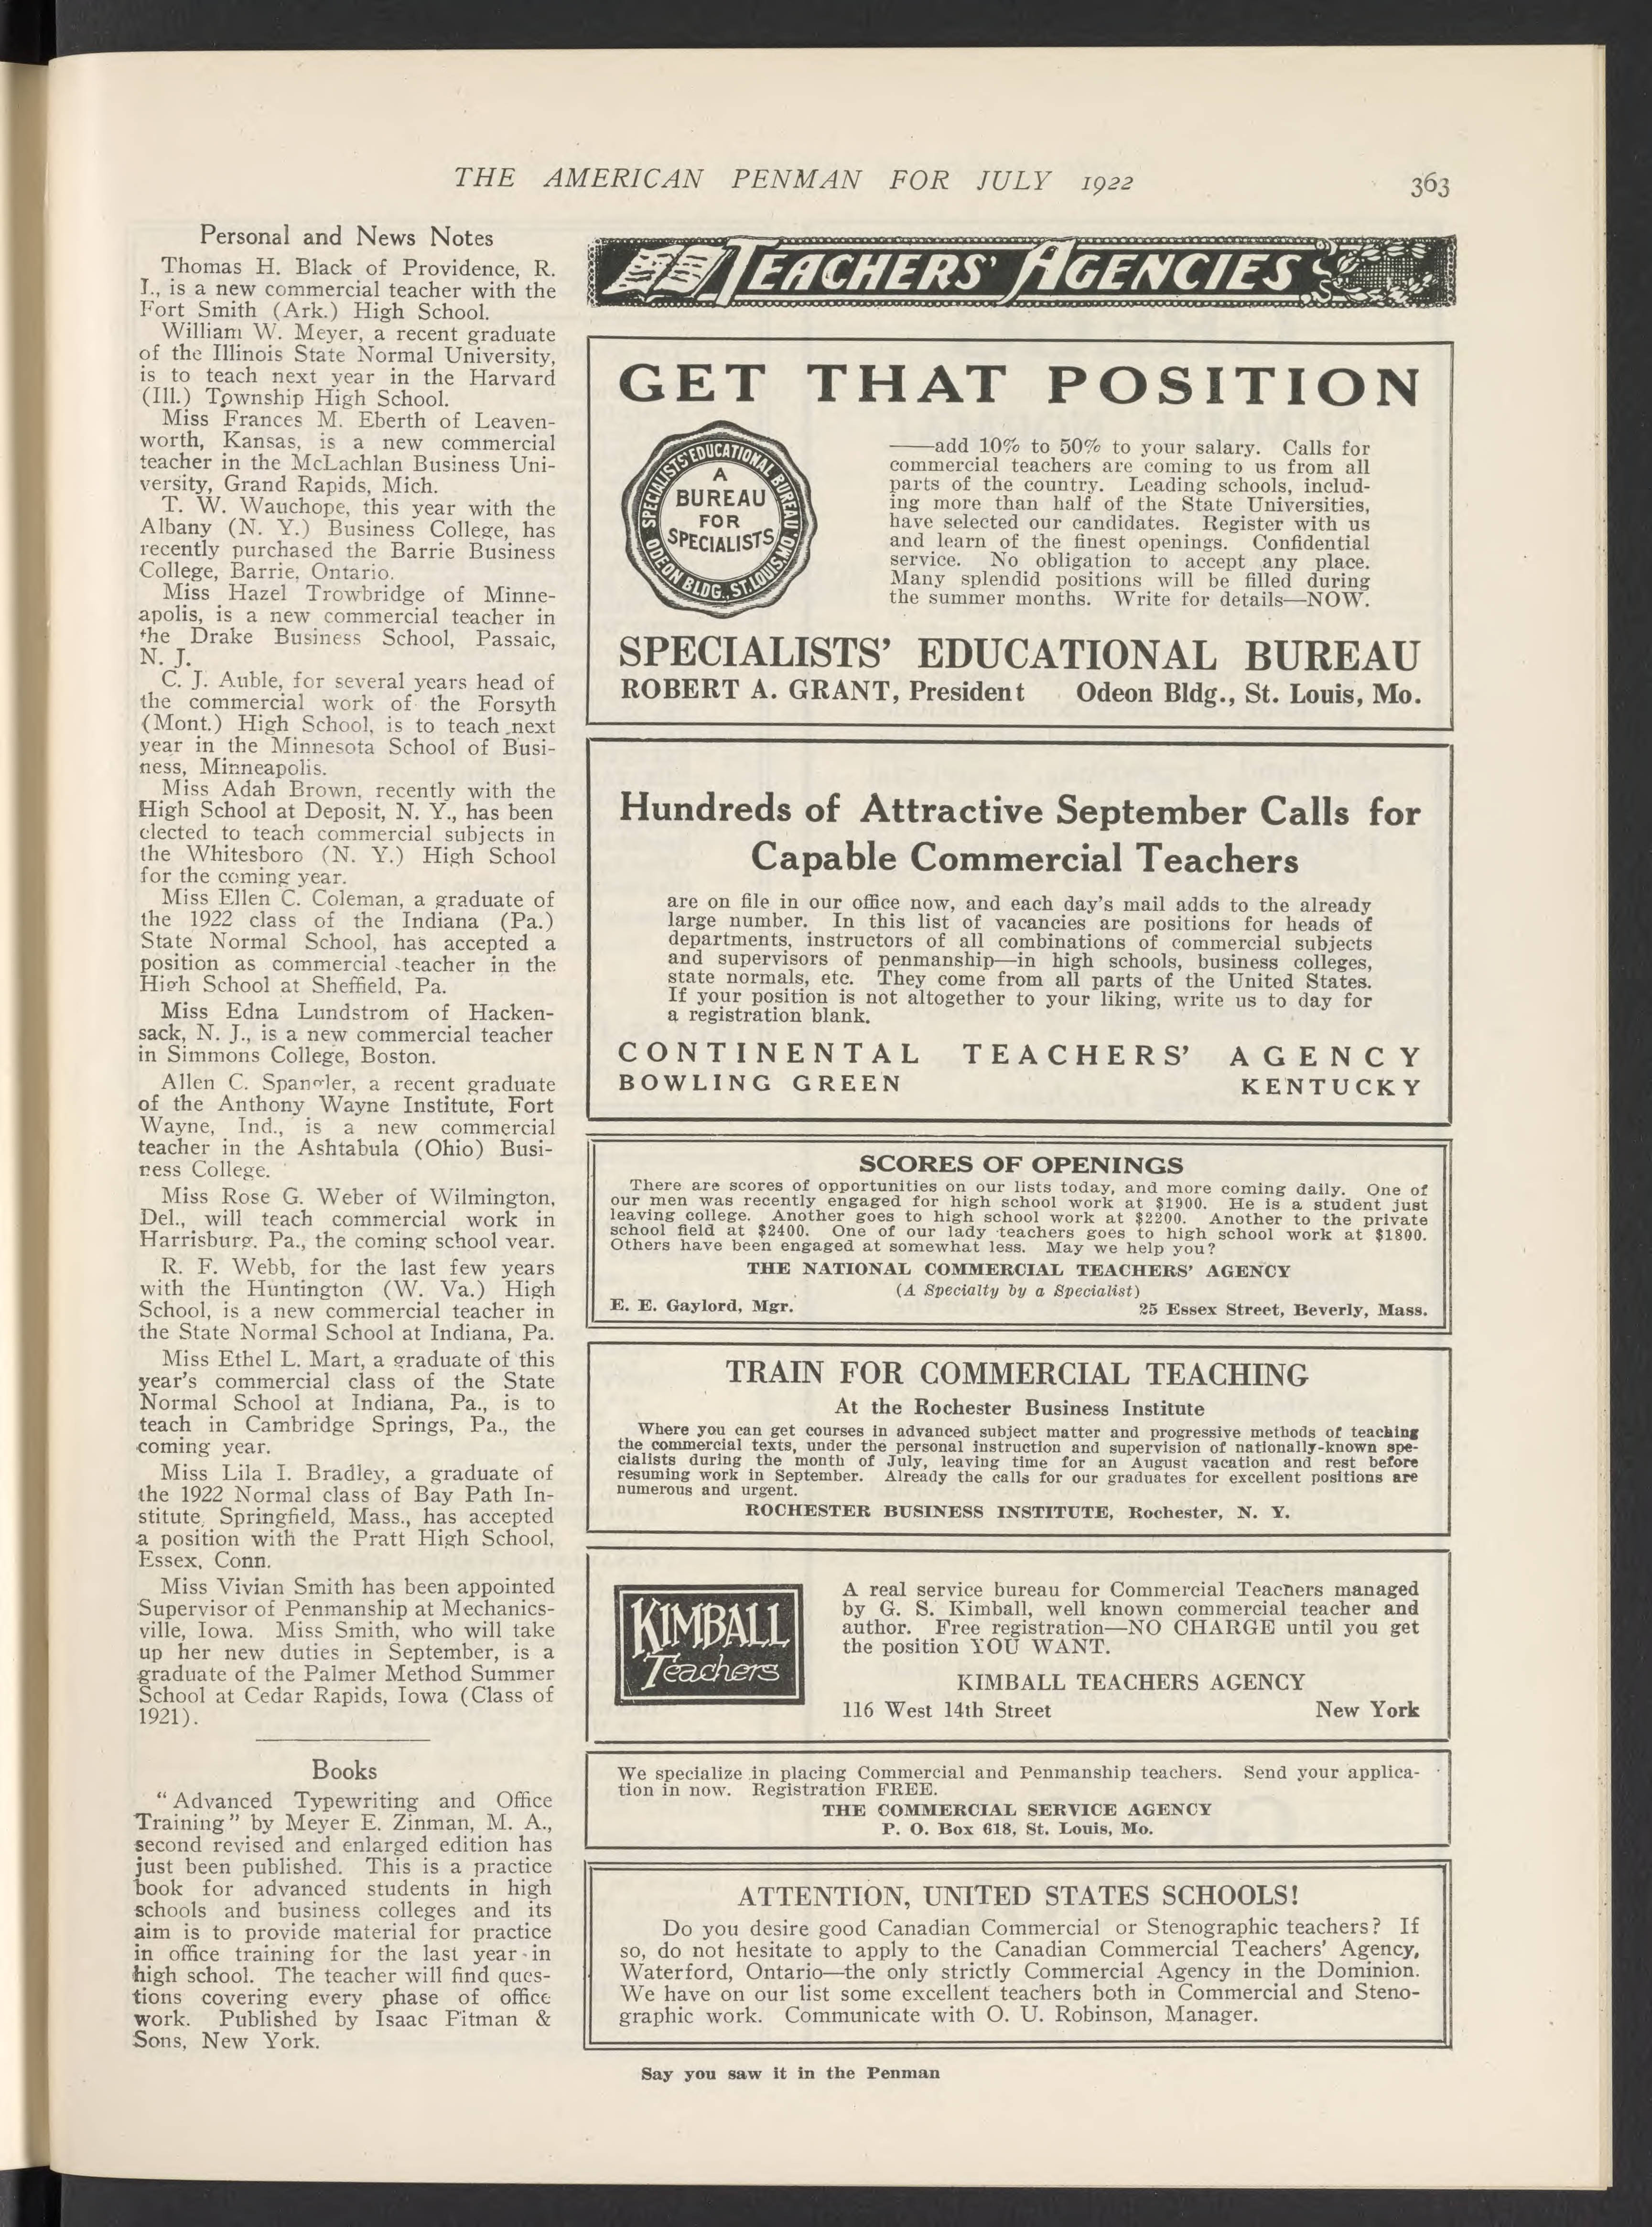 THE AMERICAN PENMAN FOR JULY 1922
363
Personal and News Notes
Thomas H. Black of Providence, R.
I., is a new commercial teacher with the
Fort Smith (Ark.) High School.
William W. Meyer, a recent graduate
of the Illinois State Normal University,
is to teach next year in the Harvard
(Ill.) Township High School.
Miss Frances M. Eberth of Leaven-
worth, Kansas, is a new commercial
teacher in the McLachlan Business Uni-
versity, Grand Rapids, Mich.
T. W. Wauchope, this year with the
Albany (N. Y.) Business College, has
recently purchased the Barrie Business
College, Barrie, Ontario.
Miss Hazel Trowbridge of Minne-
apolis, is a new commercial teacher in
the Drake Business School, Passaic,
N. J.
C. J. Auble, for several years head of
the commercial work of the Forsyth
(Mont.) High School, is to teach next
year in the Minnesota School of Busi-
ness, Minneapolis.
Miss Adah Brown, recently with the
High School at Deposit, N. Y., has been
elected to teach commercial subjects in
the Whitesboro (N. Y.) High School
for the coming year.
Miss Ellen C. Coleman, a graduate of
the 1922 class of the Indiana (Pa.)
State Normal School, has accepted a
position as commercial teacher in the
High School at Sheffield, Pa.
Miss Edna Lundstrom of Hacken-
sack, N. J., is a new commercial teacher
in Simmons College, Boston.
Allen C. Spangler, a recent graduate
of the Anthony Wayne Institute, Fort
Wayne, Ind., is a new commercial
teacher in the Ashtabula (Ohio) Busi-
ness College.
Miss Rose G. Weber of Wilmington,
Del., will teach commercial work in
Harrisburg, Pa., the coming school year.
R. F. Webb, for the last few years
with the Huntington (W. Va.) High
School, is a new commercial teacher in
the State Normal School at Indiana, Pa.
Miss Ethel L. Mart, a graduate of this
year's commercial class of the State
Normal School at Indiana, Pa., is to
teach in Cambridge Springs, Pa., the
coming year.
Miss Lila I. Bradley, a graduate of
the 1922 Normal class of Bay Path In-
stitute, Springfield, Mass., has accepted
a position with the Pratt High School,
Essex, Conn.
Miss Vivian Smith has been appointed
Supervisor of Penmanship at Mechanics-
ville, Iowa. Miss Smith, who will take
up her new duties in September, is a
graduate of the Palmer Method Summer
School at Cedar Rapids, Iowa (Class of
1921).
Books
"Advanced Typewriting and Office
Training" by Meyer E. Zinman, M. A.,
second revised and enlarged edition has
just been published. This is a practice
book for advanced students in high
schools and business colleges and its
aim is to provide material for practice
in office training for the last year in
high school. The teacher will find ques-
tions covering every phase of office
work. Published by Isaac Pitman &
Sons, New York.
TEACHERS' AGENCIES
GET THAT POSITION
SPECIALISTS' EDUCATIONAL BUREAU
ODEON BLDG., ST. LOUIS, MO.
A
BUREAU
FOR
SPECIALISTS
——add 10% to 50% to your salary. Calls for
commercial teachers are coming to us from all
parts of the country. Leading schools, includ-
ing more than half of the State Universities,
have selected our candidates. Register with us
and learn of the finest openings. Confidential
service. No obligation to accept any place.
Many splendid positions will be filled during
the summer months. Write for details—NOW.
SPECIALISTS' EDUCATIONAL BUREAU
ROBERT A. GRANT, President Odeon Bldg., St. Louis, Mo.
Hundreds of Attractive September Calls for
Capable Commercial Teachers
are on file in our office now, and each day's mail adds to the already
large number. In this list of vacancies are positions for heads of
departments, instructors of all combinations of commercial subjects
and supervisors of penmanship—in high schools, business colleges,
state normals, etc. They come from all parts of the United States.
If your position is not altogether to your liking, write us to day for
a registration blank.
CONTINENTAL TEACHERS' AGENCY
BOWLING GREEN KENTUCKY
SCORES OF OPENINGS
There are scores of opportunities on our lists today, and more coming daily. One of
our men was recently engaged for high school work at $1900. He is a student just
leaving college. Another goes to high school work at $2200. Another to the private
school field at $2400. One of our lady teachers goes to high school work at $1800.
Others have been engaged at somewhat less. May we help you?
THE NATIONAL COMMERCIAL TEACHERS' AGENCY
(A Specialty by a Specialist)
E. E. Gaylord, Mgr. 25 Essex Street, Beverly, Mass.
TRAIN FOR COMMERCIAL TEACHING
At the Rochester Business Institute
Where you can get courses in advanced subject matter and progressive methods of teaching
the commercial texts, under the personal instruction and supervision of nationally-known spe-
cialists during the month of July, leaving time for an August vacation and rest before
resuming work in September. Already the calls for our graduates for excellent positions are
numerous and urgent.
ROCHESTER BUSINESS INSTITUTE, Rochester, N. Y.
KIMBALL
Teachers
A real service bureau for Commercial Teachers managed
by G. S. Kimball, well known commercial teacher and
author. Free registration—NO CHARGE until you get
the position YOU WANT.
KIMBALL TEACHERS AGENCY
116 West 14th Street New York
We specialize in placing Commercial and Penmanship teachers. Send your applica-
tion in now. Registration FREE.
THE COMMERCIAL SERVICE AGENCY
P. O. Box 618, St. Louis, Mo.
ATTENTION, UNITED STATES SCHOOLS!
Do you desire good Canadian Commercial or Stenographic teachers? If
so, do not hesitate to apply to the Canadian Commercial Teachers' Agency,
Waterford, Ontario—the only strictly Commercial Agency in the Dominion.
We have on our list some excellent teachers both in Commercial and Steno-
graphic work. Communicate with O. U. Robinson, Manager.
Say you saw it in the Penman